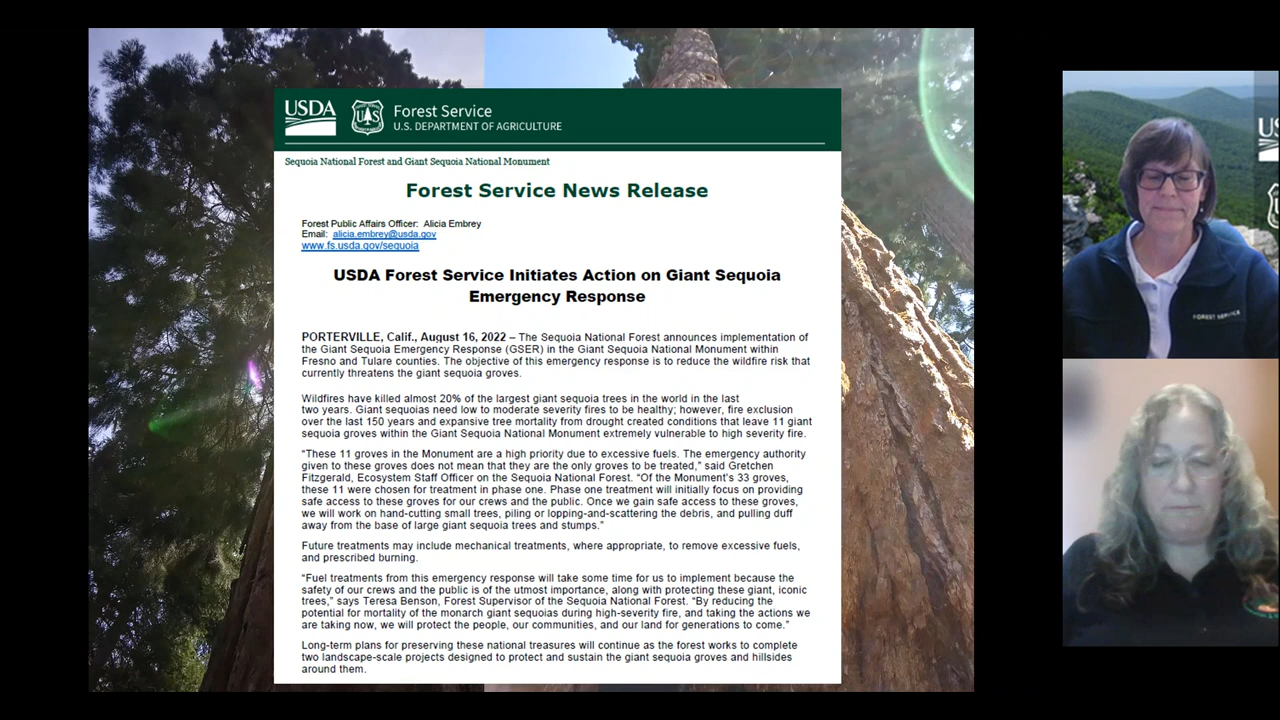 USDA
Forest Service
U.S. DEPARTMENT OF AGRICULTURE
Sequoia National Forest and Giant Sequoia National Monument
Forest Service News Release
Forest Public Affairs Officer: Alicia Embrey
Email: alicia.embrey@usda.gov
www.fs.usda.gov/sequoia
USDA Forest Service Initiates Action on Giant Sequoia
Emergency Response
PORTERVILLE, Calif., August 16, 2022 – The Sequoia National Forest announces implementation of
the Giant Sequoia Emergency Response (GSER) in the Giant Sequoia National Monument within
Fresno and Tulare counties. The objective of this emergency response is to reduce the wildfire risk that
currently threatens the giant sequoia groves.
Wildfires have killed almost 20% of the largest giant sequoia trees in the world in the last
two years. Giant sequoias need low to moderate severity fires to be healthy; however, fire exclusion
over the last 150 years and expansive tree mortality from drought created conditions that leave 11 giant
sequoia groves within the Giant Sequoia National Monument extremely vulnerable to high severity fire.
“These 11 groves in the Monument are a high priority due to excessive fuels. The emergency authority
given to these groves does not mean that they are the only groves to be treated,” said Gretchen
Fitzgerald, Ecosystem Staff Officer on the Sequoia National Forest. “Of the Monument’s 33 groves,
these 11 were chosen for treatment in phase one. Phase one treatment will initially focus on providing
safe access to these groves for our crews and the public. Once we gain safe access to these groves,
we will work on hand-cutting small trees, piling or lopping-and-scattering the debris, and pulling duff
away from the base of large giant sequoia trees and stumps.”
Future treatments may include mechanical treatments, where appropriate, to remove excessive fuels,
and prescribed burning.
“Fuel treatments from this emergency response will take some time for us to implement because the
safety of our crews and the public is of the utmost importance, along with protecting these giant, iconic
trees,” says Teresa Benson, Forest Supervisor of the Sequoia National Forest. “By reducing the
potential for mortality of the monarch giant sequoias during high-severity fire, and taking the actions we
are taking now, we will protect the people, our communities, and our land for generations to come.”
Long-term plans for preserving these national treasures will continue as the forest works to complete
two landscape-scale projects designed to protect and sustain the giant sequoia groves and hillsides
around them.
FOREST SERVICE